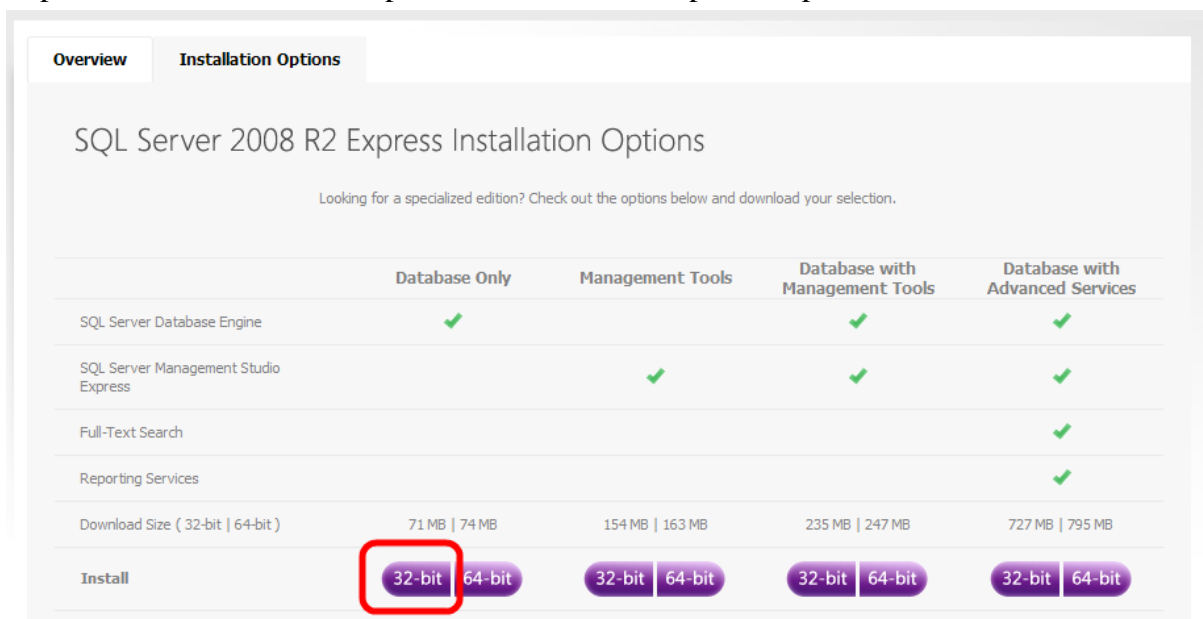 Overview Installation Options
SQL Server 2008 R2 Express Installation Options
Looking for a specialized edition? Check out the options below and download your selection.
Database Only Management Tools Database with Management Tools Database with Advanced Services
SQL Server Database Engine
SQL Server Management Studio
Express
Full-Text Search
Reporting Services
Download Size ( 32-bit | 64-bit ) 71 MB | 74 MB 154 MB | 163 MB 235 MB | 247 MB 727 MB | 795 MB
Install 32-bit 64-bit 32-bit 64-bit 32-bit 64-bit 32-bit 64-bit